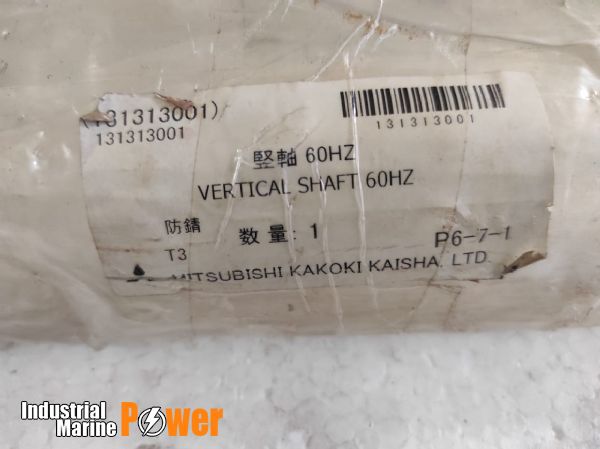 (131313001)
131313001
131313001
竪軸 60HZ
VERTICAL SHAFT 60HZ
防錆 数量: 1
T3 P6-7-1
MITSUBISHI KAKOKI KAISHA, LTD.
Industrial
Marine Power